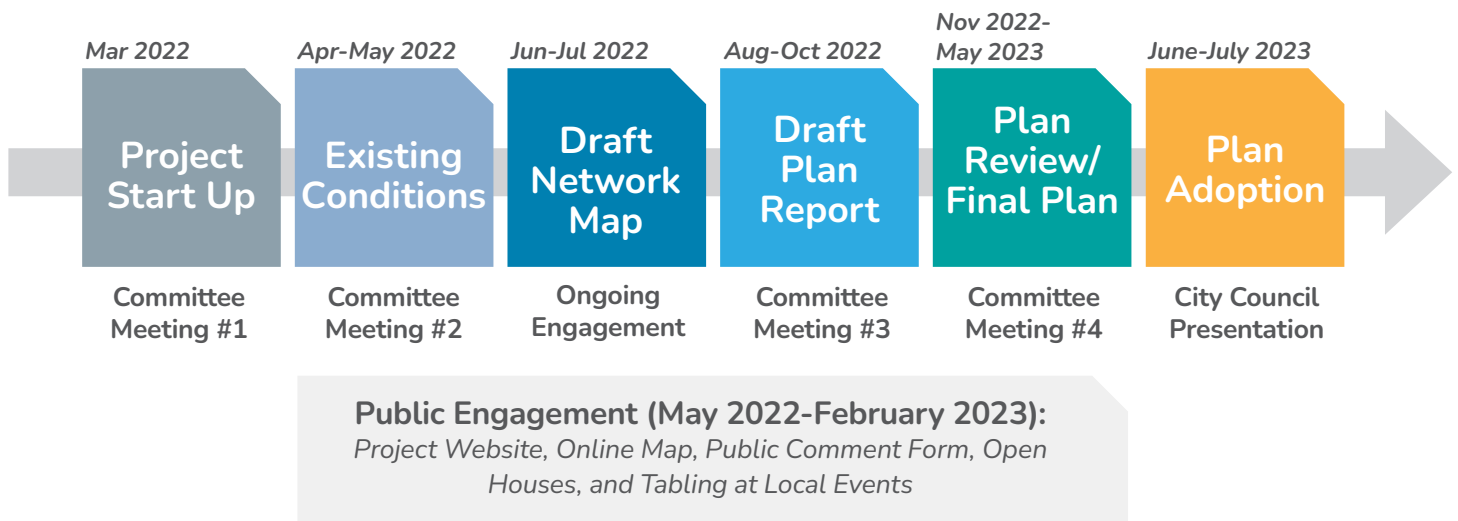 Mar 2022
Project
Start Up
Committee
Meeting #1
Apr-May 2022
Existing
Conditions
Committee
Meeting #2
Jun-Jul 2022
Draft
Network
Map
Ongoing
Engagement
Aug-Oct 2022
Draft
Plan
Report
Committee
Meeting #3
Nov 2022-
May 2023
Plan
Review/
Final Plan
Committee
Meeting #4
June-July 2023
Plan
Adoption
City Council
Presentation
Public Engagement (May 2022-February 2023):
Project Website, Online Map, Public Comment Form, Open
Houses, and Tabling at Local Events